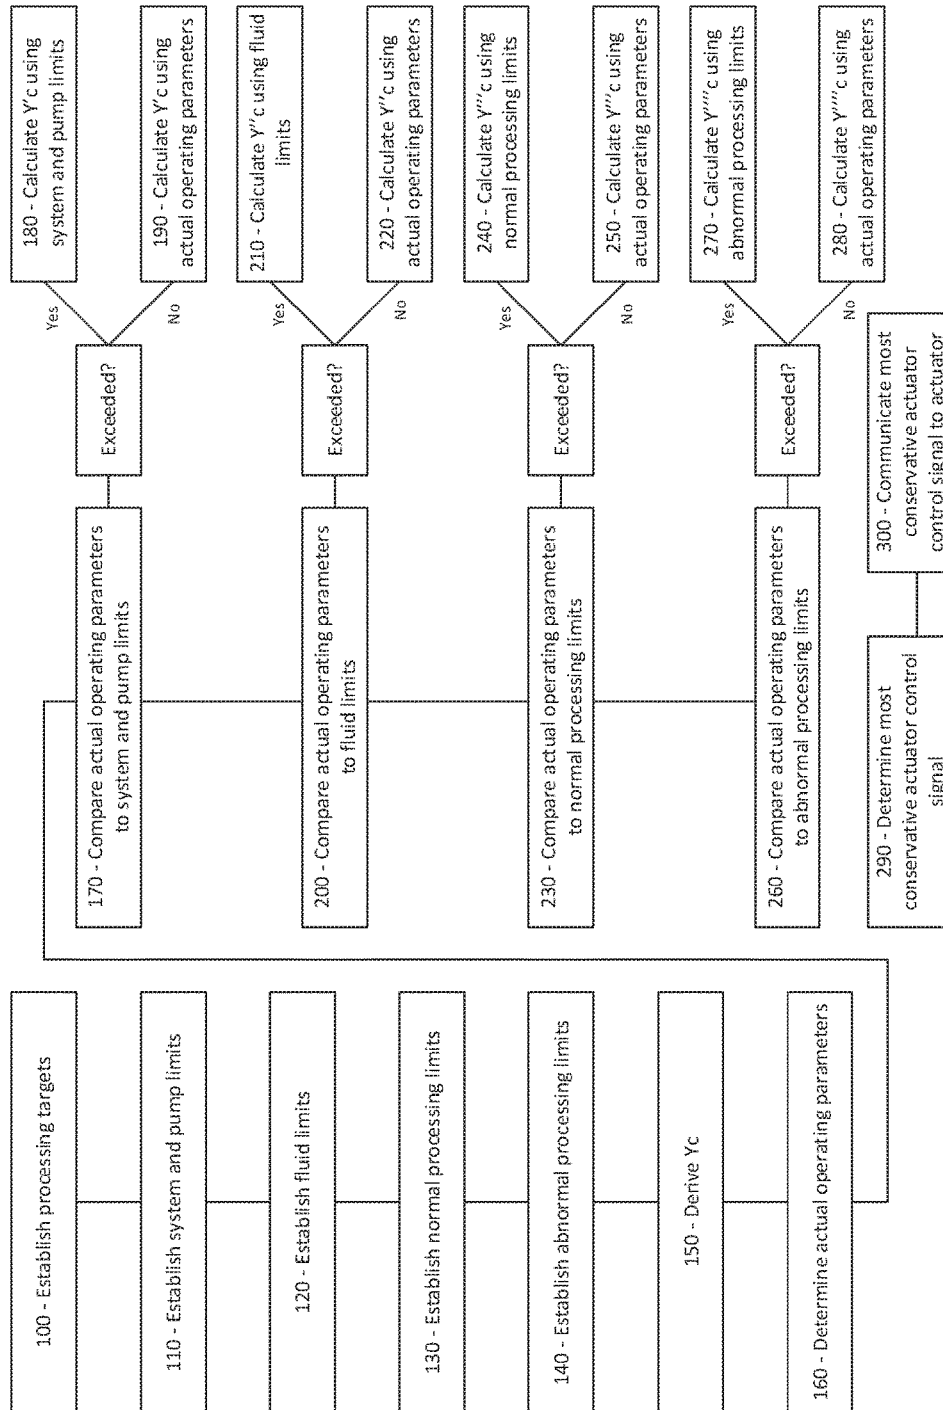 100 - Establish processing targets
110 - Establish system and pump limits
120 - Establish fluid limits
130 - Establish normal processing limits
140 - Establish abnormal processing limits
150 - Derive Yc
160 - Determine actual operating parameters
170 - Compare actual operating parameters
to system and pump limits
Exceeded?
Yes
No
180 - Calculate Y'c using
system and pump limits
190 - Calculate Y'c using
actual operating parameters
200 - Compare actual operating parameters
to fluid limits
Exceeded?
Yes
No
210 - Calculate Y''c using fluid
limits
220 - Calculate Y''c using
actual operating parameters
230 - Compare actual operating parameters
to normal processing limits
Exceeded?
Yes
No
240 - Calculate Y'''c using
normal processing limits
250 - Calculate Y'''c using
actual operating parameters
260 - Compare actual operating parameters
to abnormal processing limits
Exceeded?
Yes
No
270 - Calculate Y''''c using
abnormal processing limits
280 - Calculate Y''''c using
actual operating parameters
290 - Determine most
conservative actuator control
signal
300 - Communicate most
conservative actuator
control signal to actuator